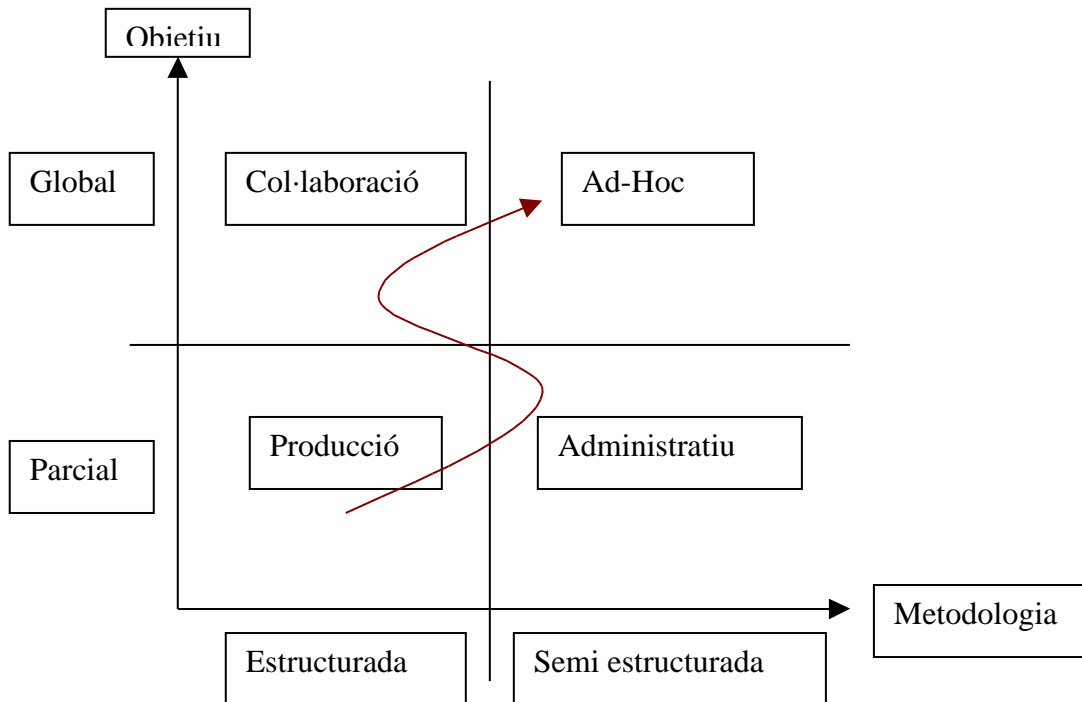 Objetiu
Global
Col·laboració
Ad-Hoc
Producció
Administratiu
Parcial
Metodologia
Estructurada
Semi estructurada